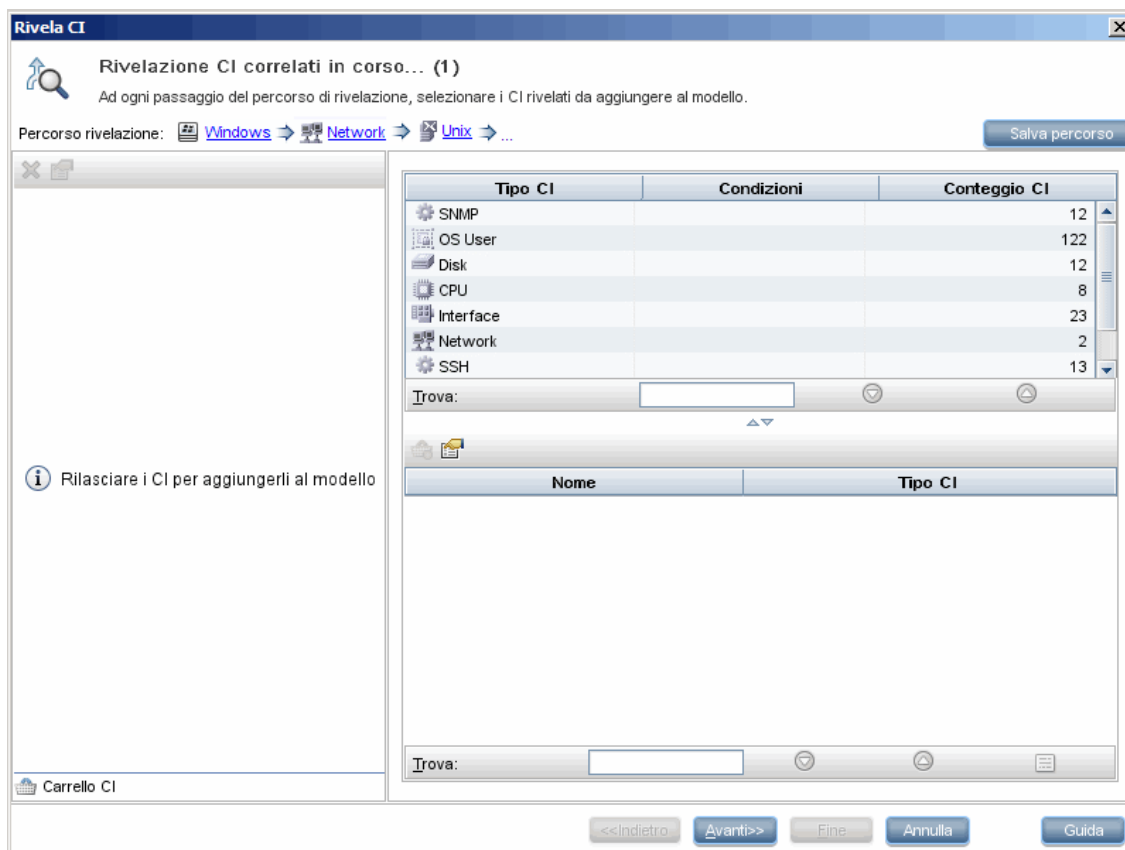 Rivela CI
Rivelazione CI correlati in corso... (1)
Ad ogni passaggio del percorso di rivelazione, selezionare i CI rivelati da aggiungere al modello.
Percorso rivelazione: Windows Network Unix ...
Salva percorso
Tipo CI Condizioni Conteggio CI
SNMP 12
OS User 122
Disk 12
CPU 8
Interface 23
Network 2
SSH 13
Trova:
Rilasciare i CI per aggiungerli al modello
Nome Tipo CI
Trova:
Carrello CI
<<Indietro Avanti>> Fine Annulla Guida